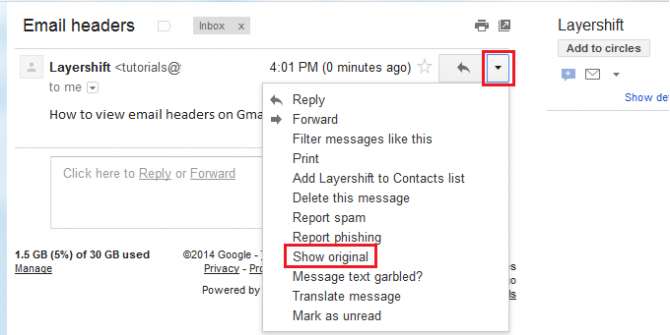 Email headers
Inbox x
Layershift <tutorials@
4:01 PM (0 minutes ago)
to me
How to view email headers on Gma
Reply
Forward
Filter messages like this
Print
Add Layershift to Contacts list
Delete this message
Report spam
Report phishing
Show original
Message text garbled?
Translate message
Mark as unread
Click here to Reply or Forward
1.5 GB (5%) of 30 GB used
Manage
©2014 Google -
Privacy - Pro
Powered by
Layershift
Add to circles
Show det